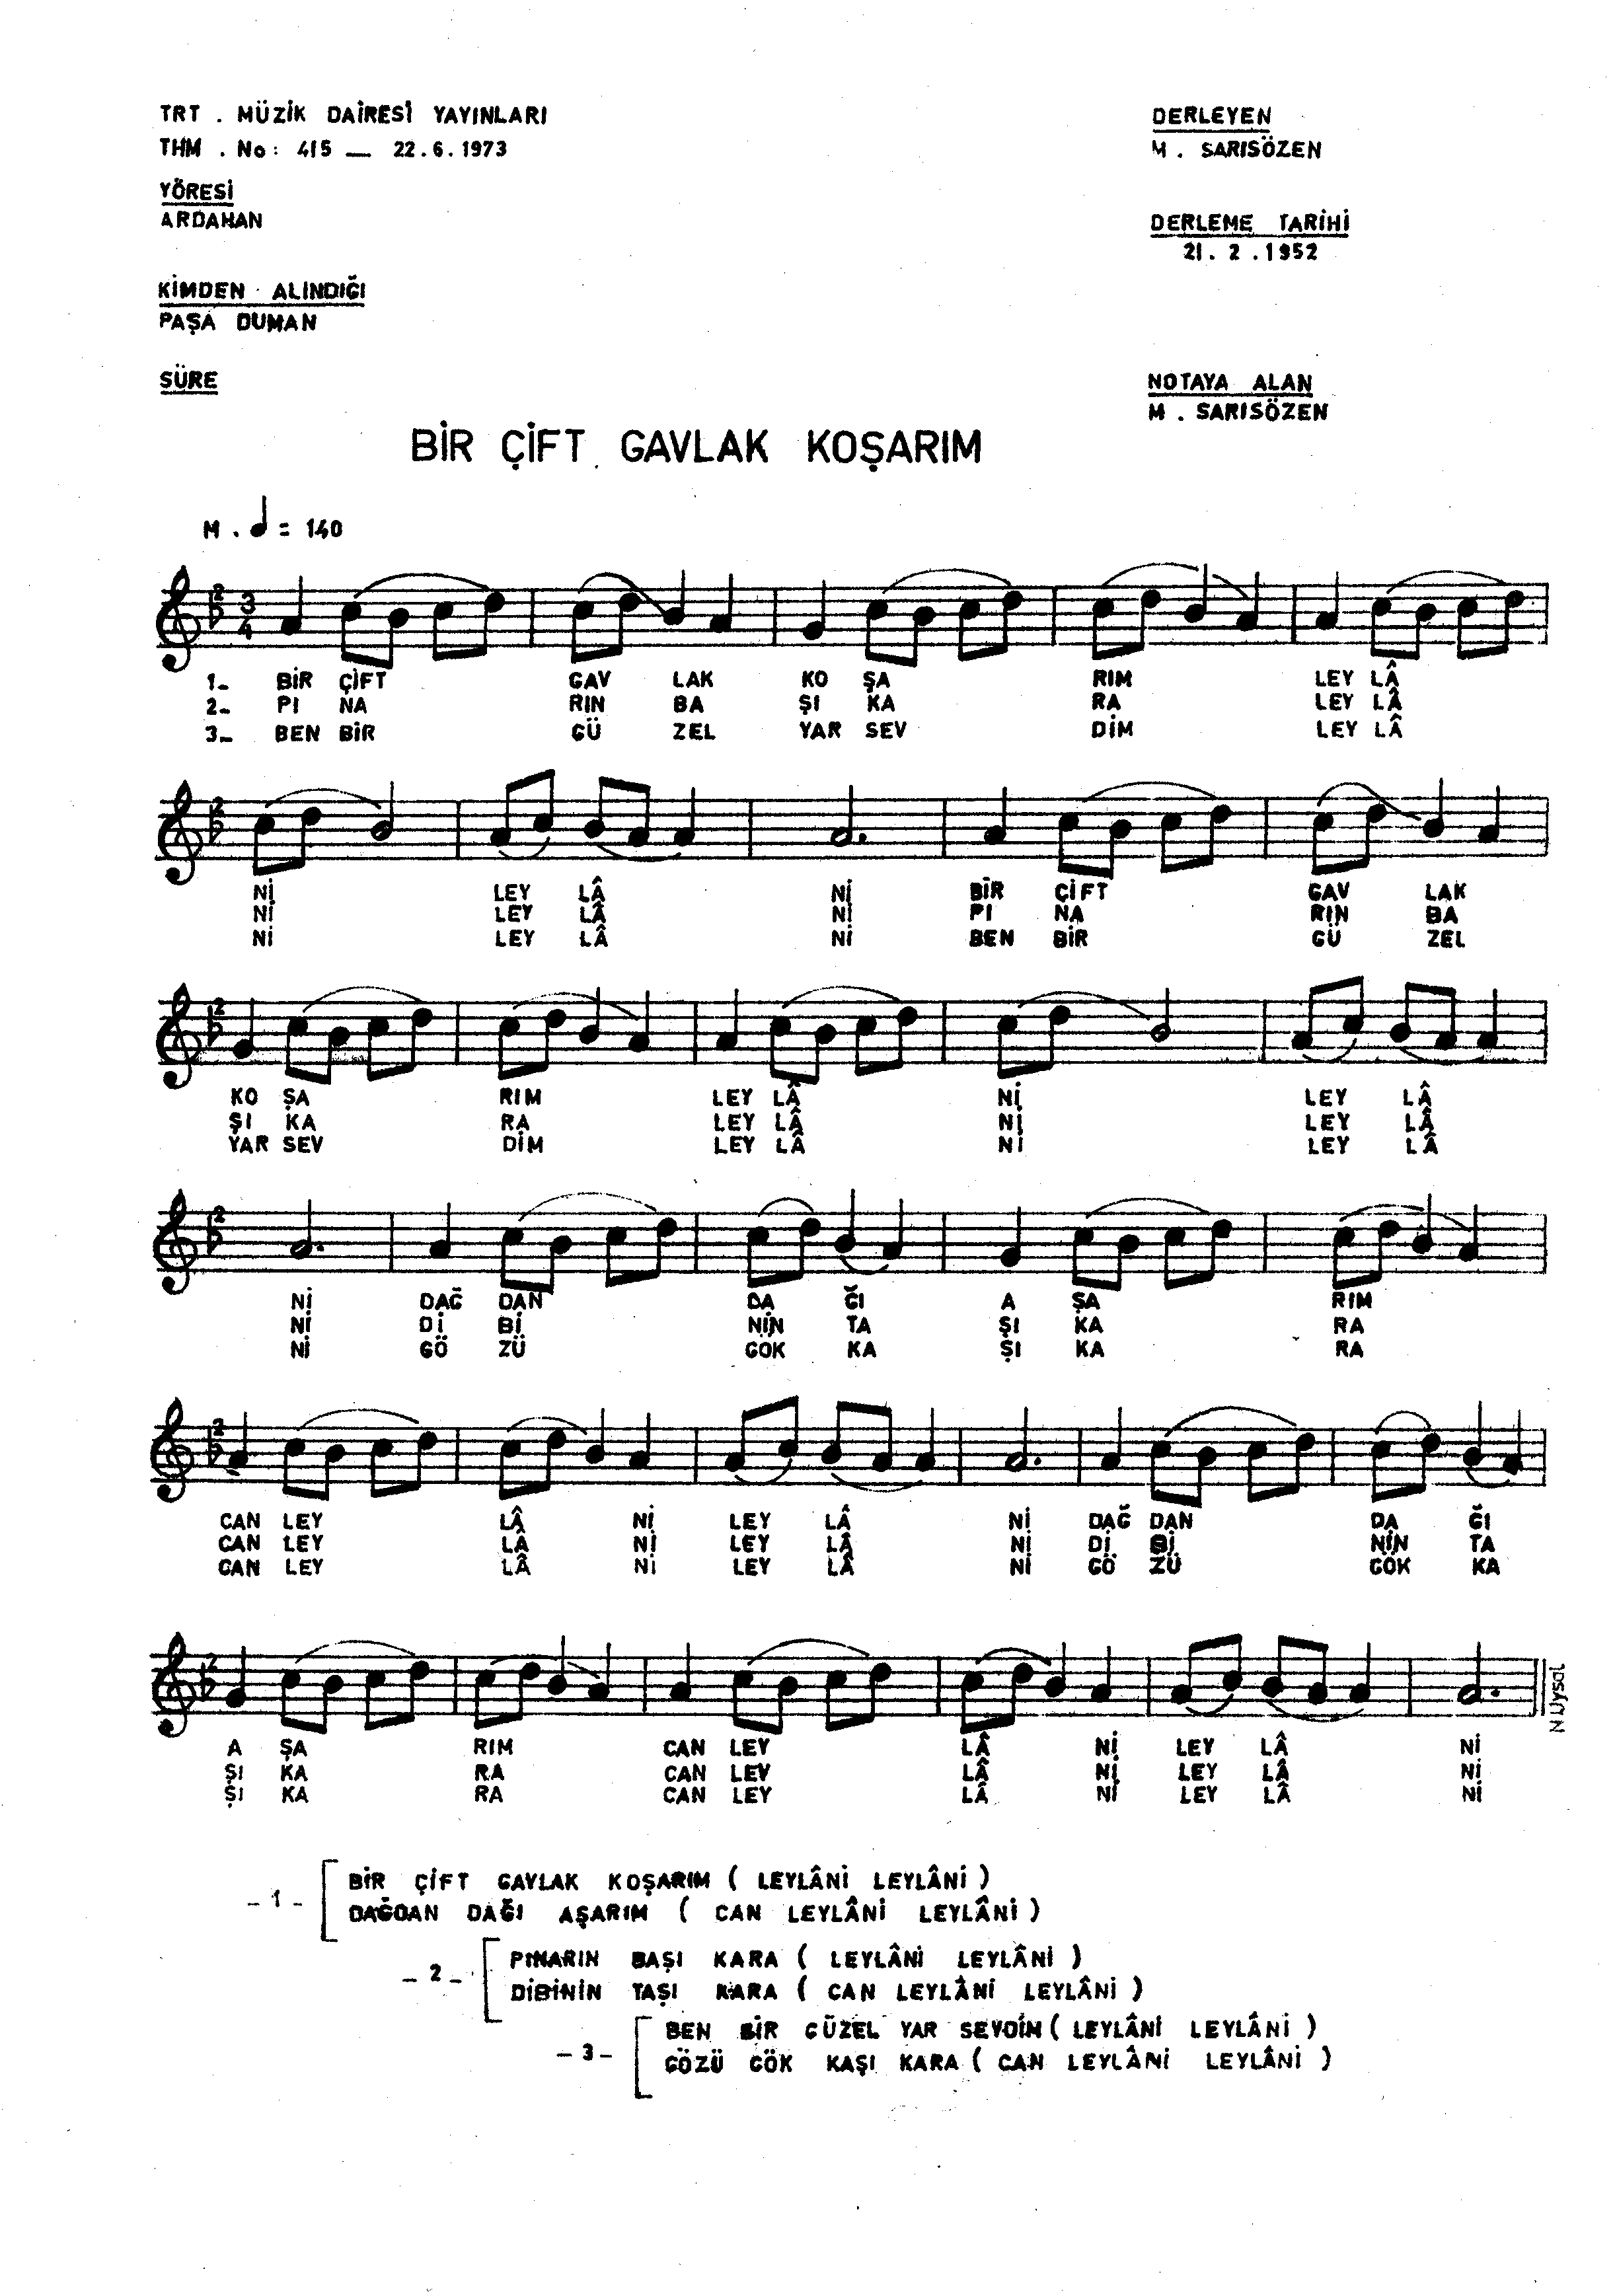 TRT . MÜZİK DAİRESİ YAYINLARI
THM . No: 415 — 22.6.1973
YÖRESİ
ARDAHAN
KİMDEN ALINDIĞI
PAŞA DUMAN
SÜRE
DERLEYEN
M . SARISÖZEN
DERLEME TARİHİ
21.2.1952
NOTAYA ALAN
M . SARISÖZEN
BİR ÇİFT GAVLAK KOŞARIM
M . = 140
2 3 4
1- BİR ÇİFT GAV LAK KO ŞA RIM LEY LÂ
2- PI NA RIN BA ŞI KA RA LEY LÂ
3- BEN BİR GÜ ZEL YAR SEV DİM LEY LÂ
2
Nİ LEY LÂ Nİ BİR ÇİFT GAV LAK
Nİ LEY LÂ Nİ PI NA RIN BA
Nİ LEY LÂ Nİ BEN BİR GÜ ZEL
2
KO ŞA RIM LEY LÂ Nİ LEY LÂ
ŞI KA RA LEY LÂ Nİ LEY LÂ
YAR SEV DİM LEY LÂ Nİ LEY LÂ
2
Nİ DAĞ DAN DA ĞI A ŞA RIM
Nİ Dİ Bİ NİN TA ŞI KA RA
Nİ GÖ ZÜ GÖK KA ŞI KA RA
2
CAN LEY LÂ Nİ LEY LÂ Nİ DAĞ DAN DA ĞI
CAN LEY LÂ Nİ LEY LÂ Nİ Dİ Bİ NİN TA
CAN LEY LÂ Nİ LEY LÂ Nİ GÖ ZÜ GÖK KA
2
A ŞA RIM CAN LEY LÂ Nİ LEY LÂ Nİ
ŞI KA RA CAN LEY LÂ Nİ LEY LÂ Nİ
ŞI KA RA CAN LEY LÂ Nİ LEY LÂ Nİ
N Uysal
- 1 - BİR ÇİFT GAVLAK KOŞARIM ( LEYLÂNİ LEYLÂNİ )
DAĞDAN DAĞI AŞARIM ( CAN LEYLÂNİ LEYLÂNİ )
- 2 - PINARIN BAŞI KARA ( LEYLÂNİ LEYLÂNİ )
DİBİNİN TAŞI KARA ( CAN LEYLÂNİ LEYLÂNİ )
- 3 - BEN BİR GÜZEL YAR SEVDİM ( LEYLÂNİ LEYLÂNİ )
GÖZÜ GÖK KAŞI KARA ( CAN LEYLÂNİ LEYLÂNİ )